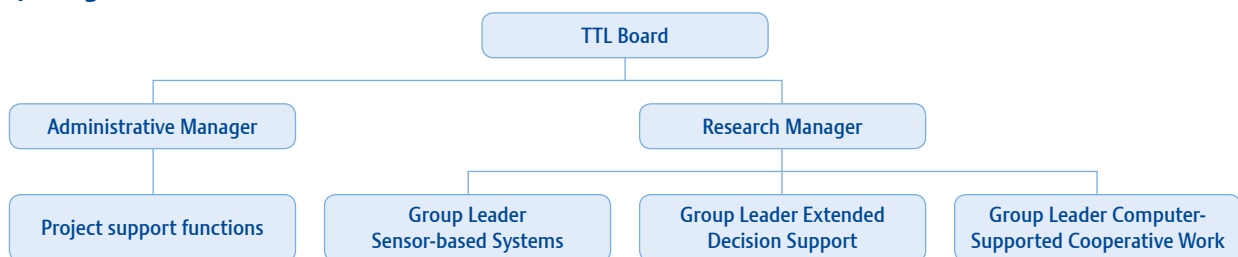 TTL Board
Administrative Manager
Research Manager
Project support functions
Group Leader
Sensor-based Systems
Group Leader Extended
Decision Support
Group Leader Computer-
Supported Cooperative Work